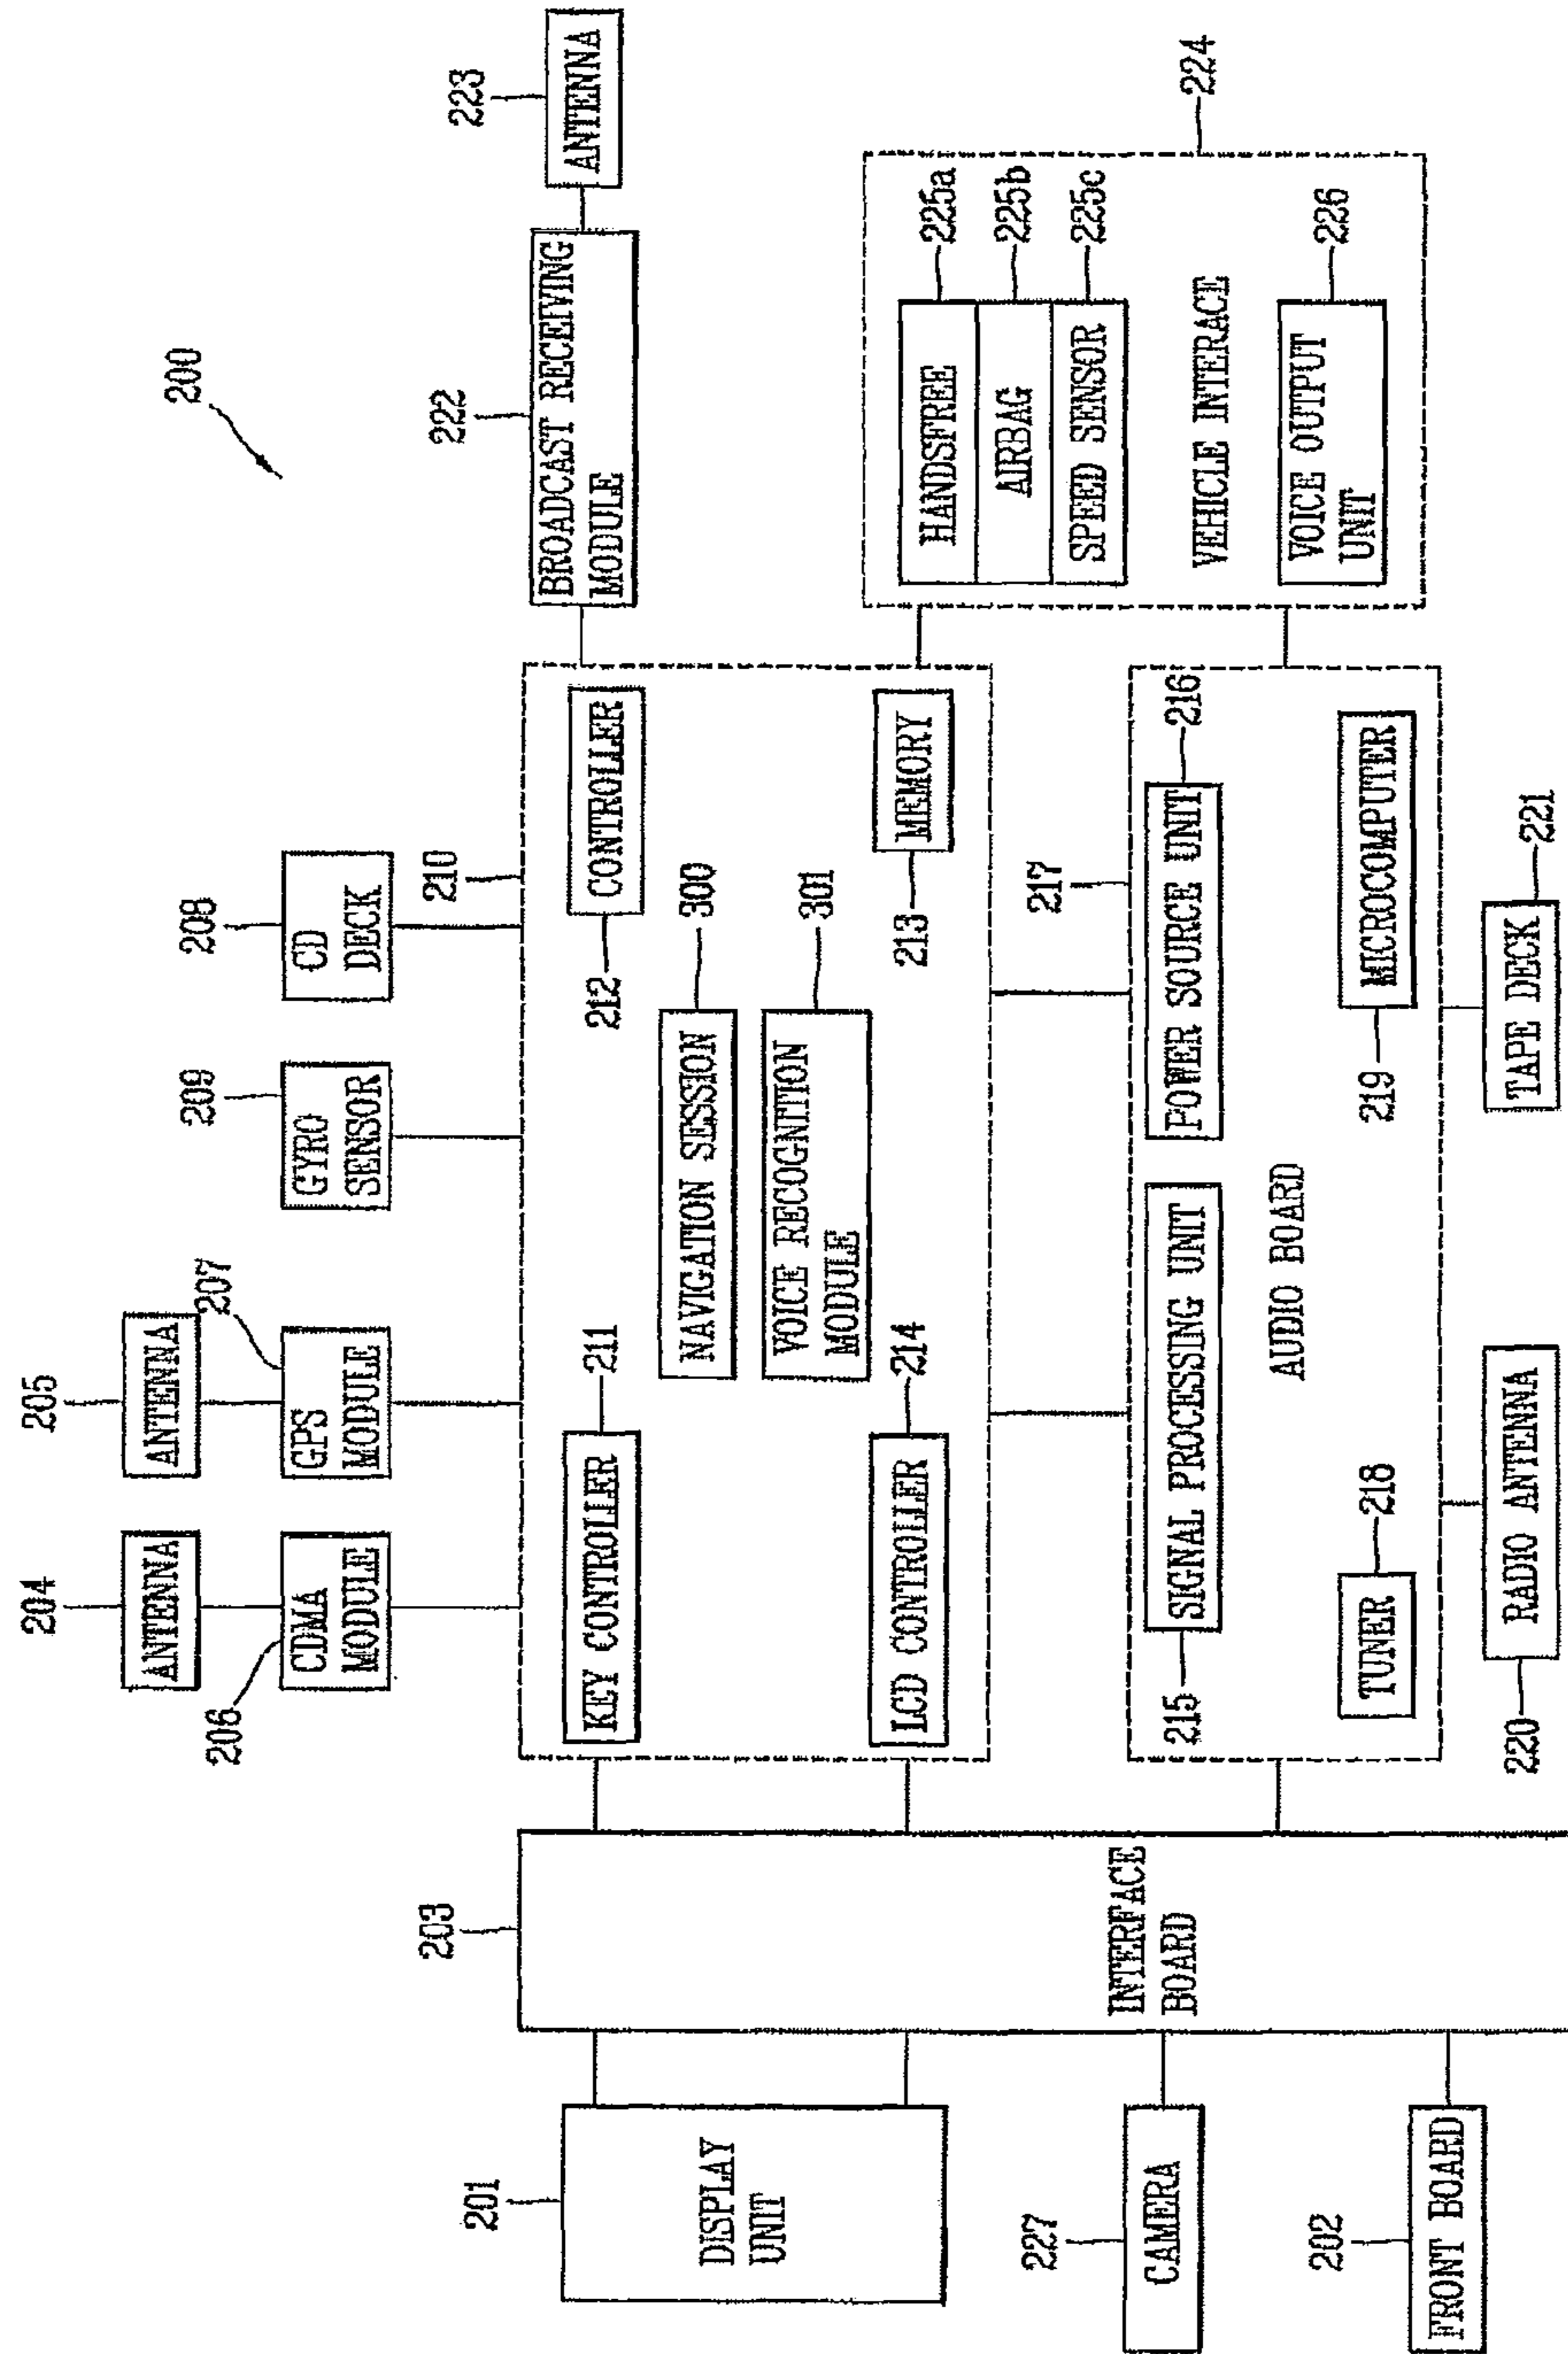 200
204
ANTENNA
205
ANTENNA
206
CDMA
MODULE
207
GPS
MODULE
209
GYRO
SENSOR
208
CD
DECK
222
BROADCAST RECEIVING
MODULE
223
ANTENNA
201
DISPLAY
UNIT
203
INTERFACE
BOARD
210
KEY CONTROLLER
211
212
CONTROLLER
NAVIGATION SESSION
300
VOICE RECOGNITION
MODULE
301
LCD CONTROLLER
214
213
MEMORY
224
HANDSFREE
225a
AIRBAG
225b
SPEED SENSOR
225c
VEHICLE INTERACE
VOICE OUTPUT
UNIT
226
227
CAMERA
202
FRONT BOARD
217
215
SIGNAL PROCESSING UNIT
POWER SOURCE UNIT
216
AUDIO BOARD
TUNER
218
219
MICROCOMPUTER
220
RADIO ANTENNA
TAPE DECK
221